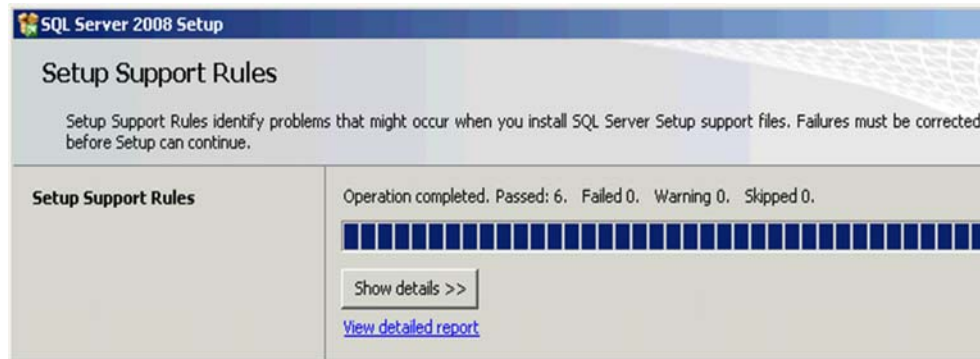 SQL Server 2008 Setup
Setup Support Rules
Setup Support Rules identify problems that might occur when you install SQL Server Setup support files. Failures must be corrected
before Setup can continue.
Setup Support Rules
Operation completed. Passed: 6.   Failed 0.   Warning 0.   Skipped 0.
Show details >>
View detailed report